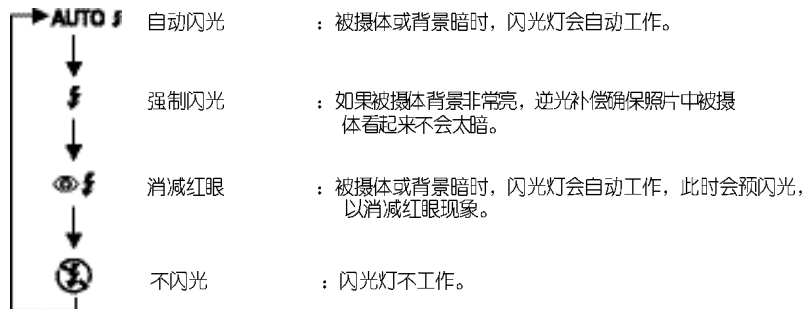 AUTO 自动闪光 : 被摄体或背景暗时，闪光灯会自动工作。
强制闪光 : 如果被摄体背景非常亮，逆光补偿确保照片中被摄
体看起来不会太暗。
消减红眼 : 被摄体或背景暗时，闪光灯会自动工作，此时会预闪光，
以消减红眼现象。
不闪光 : 闪光灯不工作。